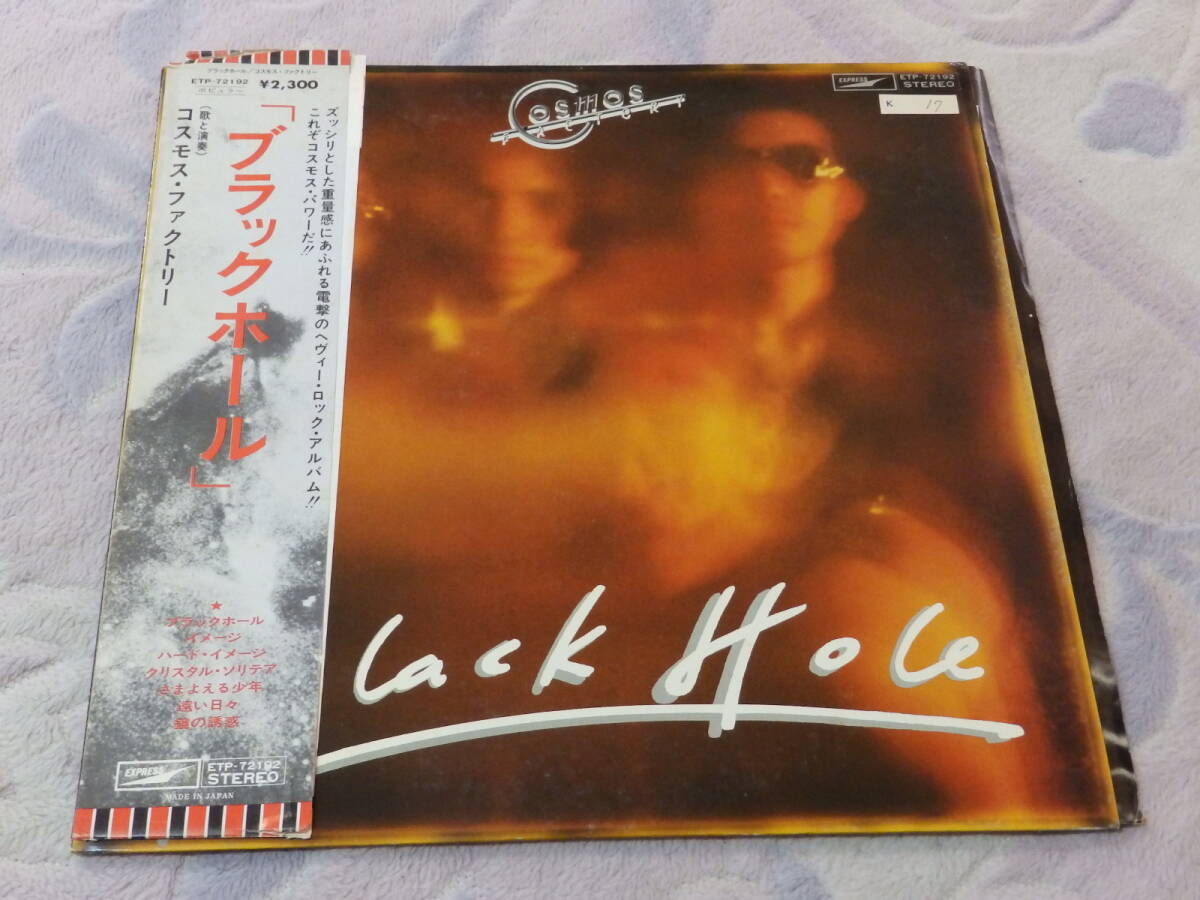 ブラックホール/コスモス・ファクトリー
ETP-72192 ¥2,300
ポピュラー
「ブラックホール」
(歌と演奏)
コスモス・ファクトリー
ズッシリとした重量感にあふれる電撃のヘヴィー・ロック・アルバム!!
これぞコスモス・パワーだ!!
★
ブラックホール
イメージ
ハード・イメージ
クリスタル・ソリテア
さまよえる少年
遠い日々
鏡の誘惑
EXPRESS
ETP-72192
STEREO
MADE IN JAPAN
COSMOS
FACTORY
EXPRESS
ETP-72192
STEREO
K 17
lack Hole